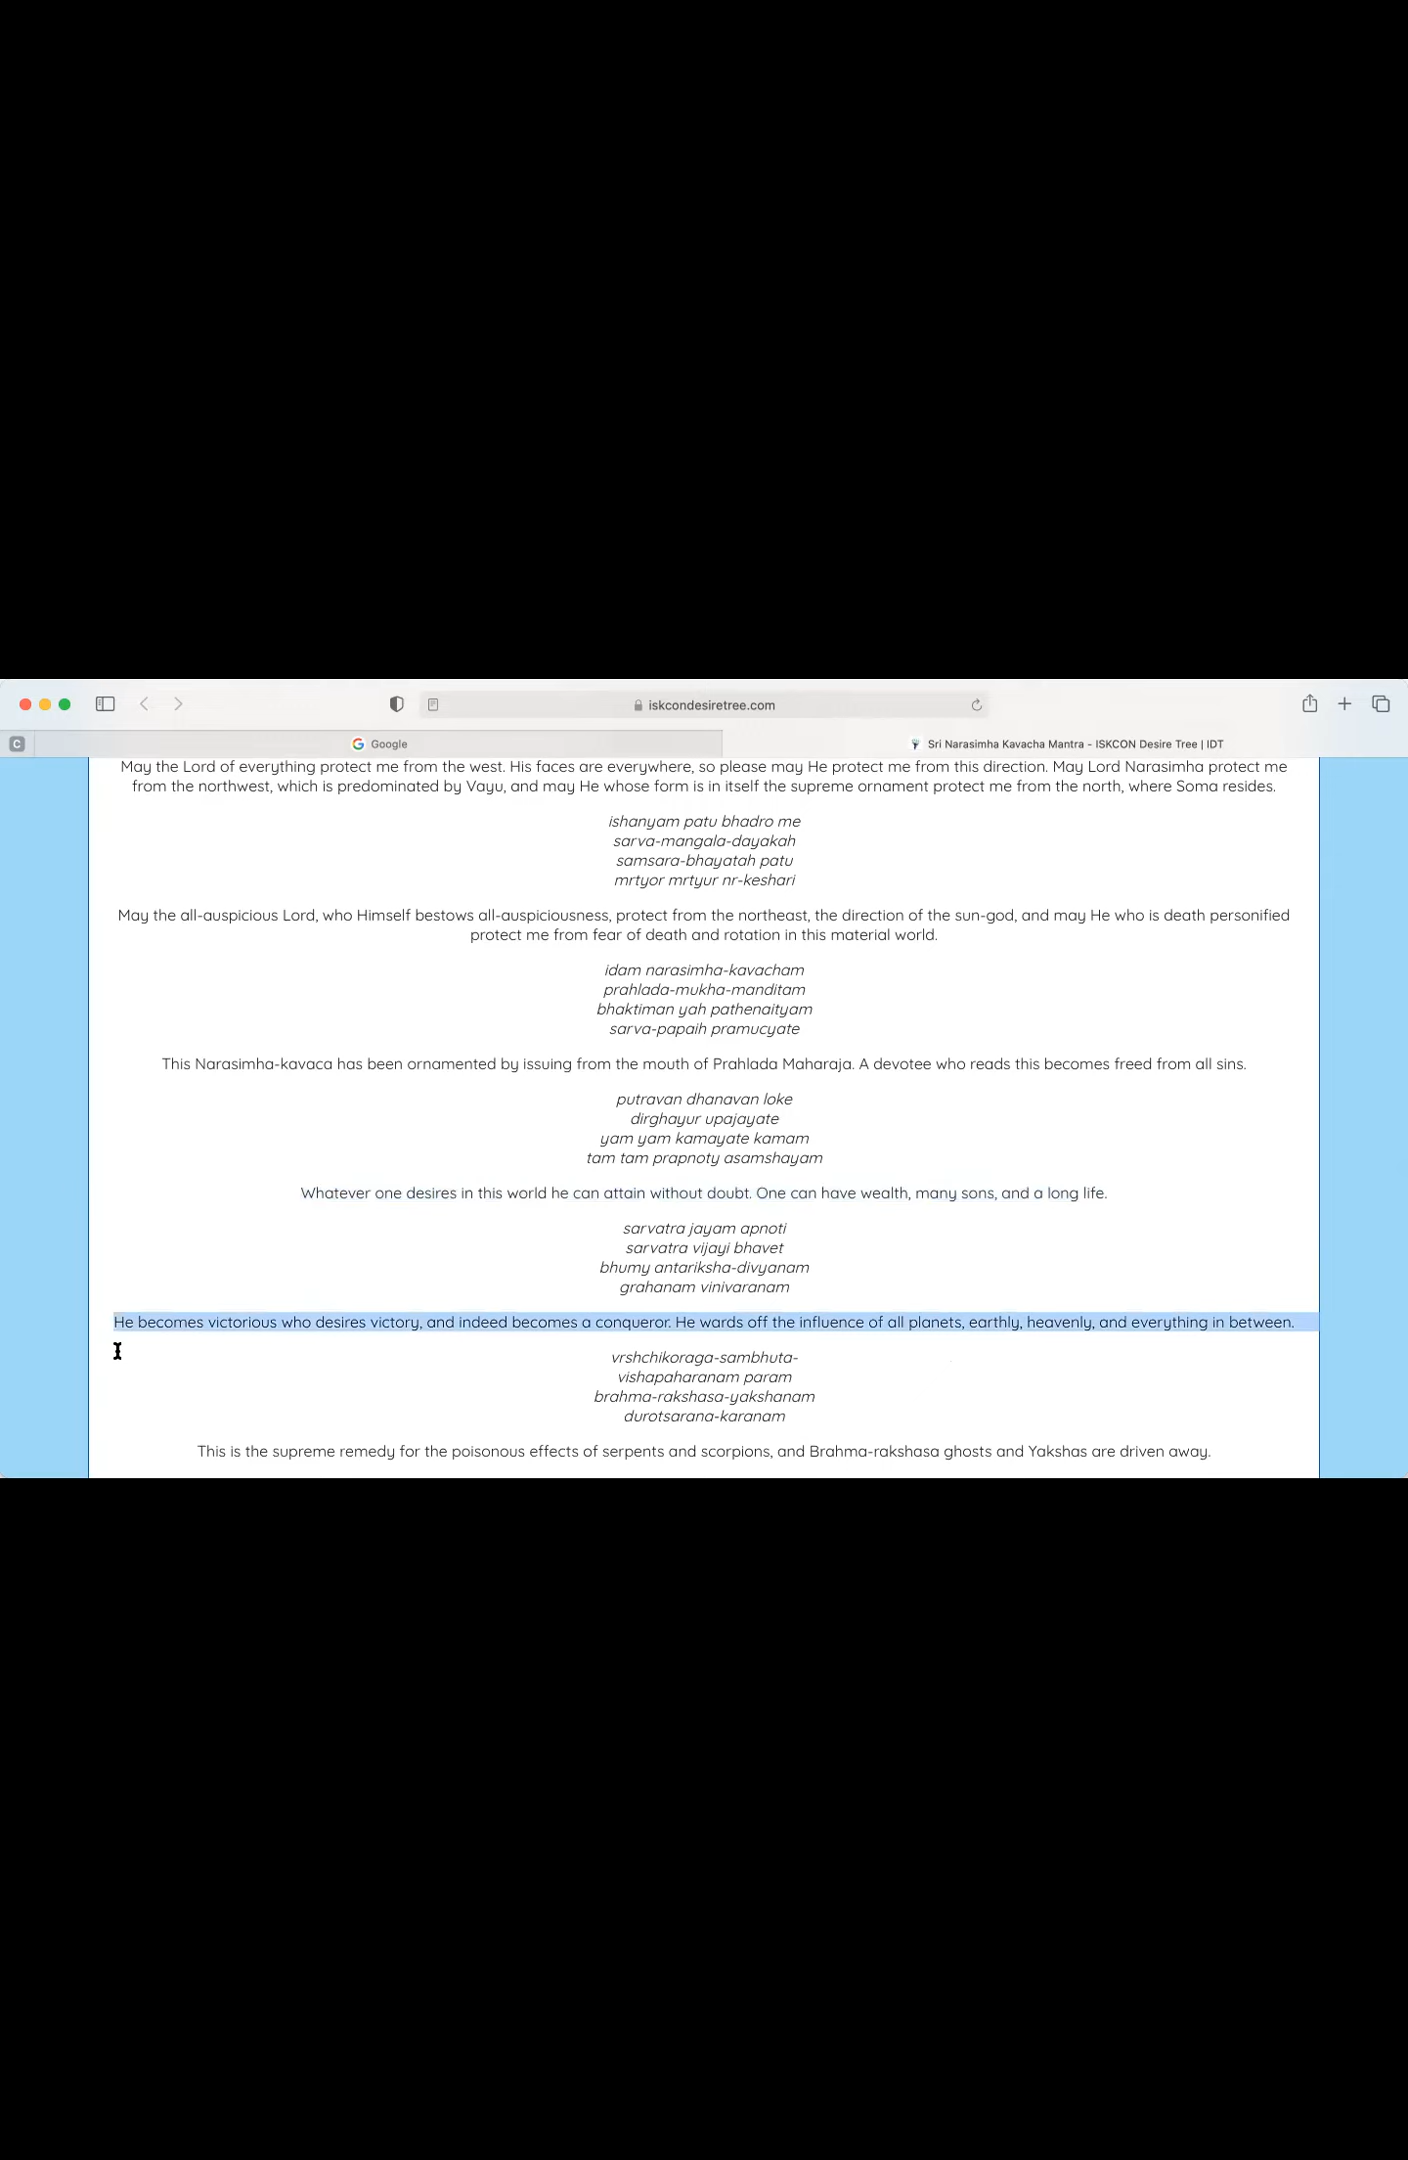 iskcondesiretree.com
C
Google
Sri Narasimha Kavacha Mantra - ISKCON Desire Tree | IDT
May the Lord of everything protect me from the west. His faces are everywhere, so please may He protect me from this direction. May Lord Narasimha protect me
from the northwest, which is predominated by Vayu, and may He whose form is in itself the supreme ornament protect me from the north, where Soma resides.
ishanyam patu bhadro me
sarva-mangala-dayakah
samsara-bhayatah patu
mrtyor mrtyur nr-keshari
May the all-auspicious Lord, who Himself bestows all-auspiciousness, protect from the northeast, the direction of the sun-god, and may He who is death personified
protect me from fear of death and rotation in this material world.
idam narasimha-kavacham
prahlada-mukha-manditam
bhaktiman yah pathenaityam
sarva-papaih pramucyate
This Narasimha-kavaca has been ornamented by issuing from the mouth of Prahlada Maharaja. A devotee who reads this becomes freed from all sins.
putravan dhanavan loke
dirghayur upajayate
yam yam kamayate kamam
tam tam prapnoty asamshayam
Whatever one desires in this world he can attain without doubt. One can have wealth, many sons, and a long life.
sarvatra jayam apnoti
sarvatra vijayi bhavet
bhumy antariksha-divyanam
grahanam vinivaranam
He becomes victorious who desires victory, and indeed becomes a conqueror. He wards off the influence of all planets, earthly, heavenly, and everything in between.
vrshchikoraga-sambhuta-
vishapaharanam param
brahma-rakshasa-yakshanam
durotsarana-karanam
This is the supreme remedy for the poisonous effects of serpents and scorpions, and Brahma-rakshasa ghosts and Yakshas are driven away.